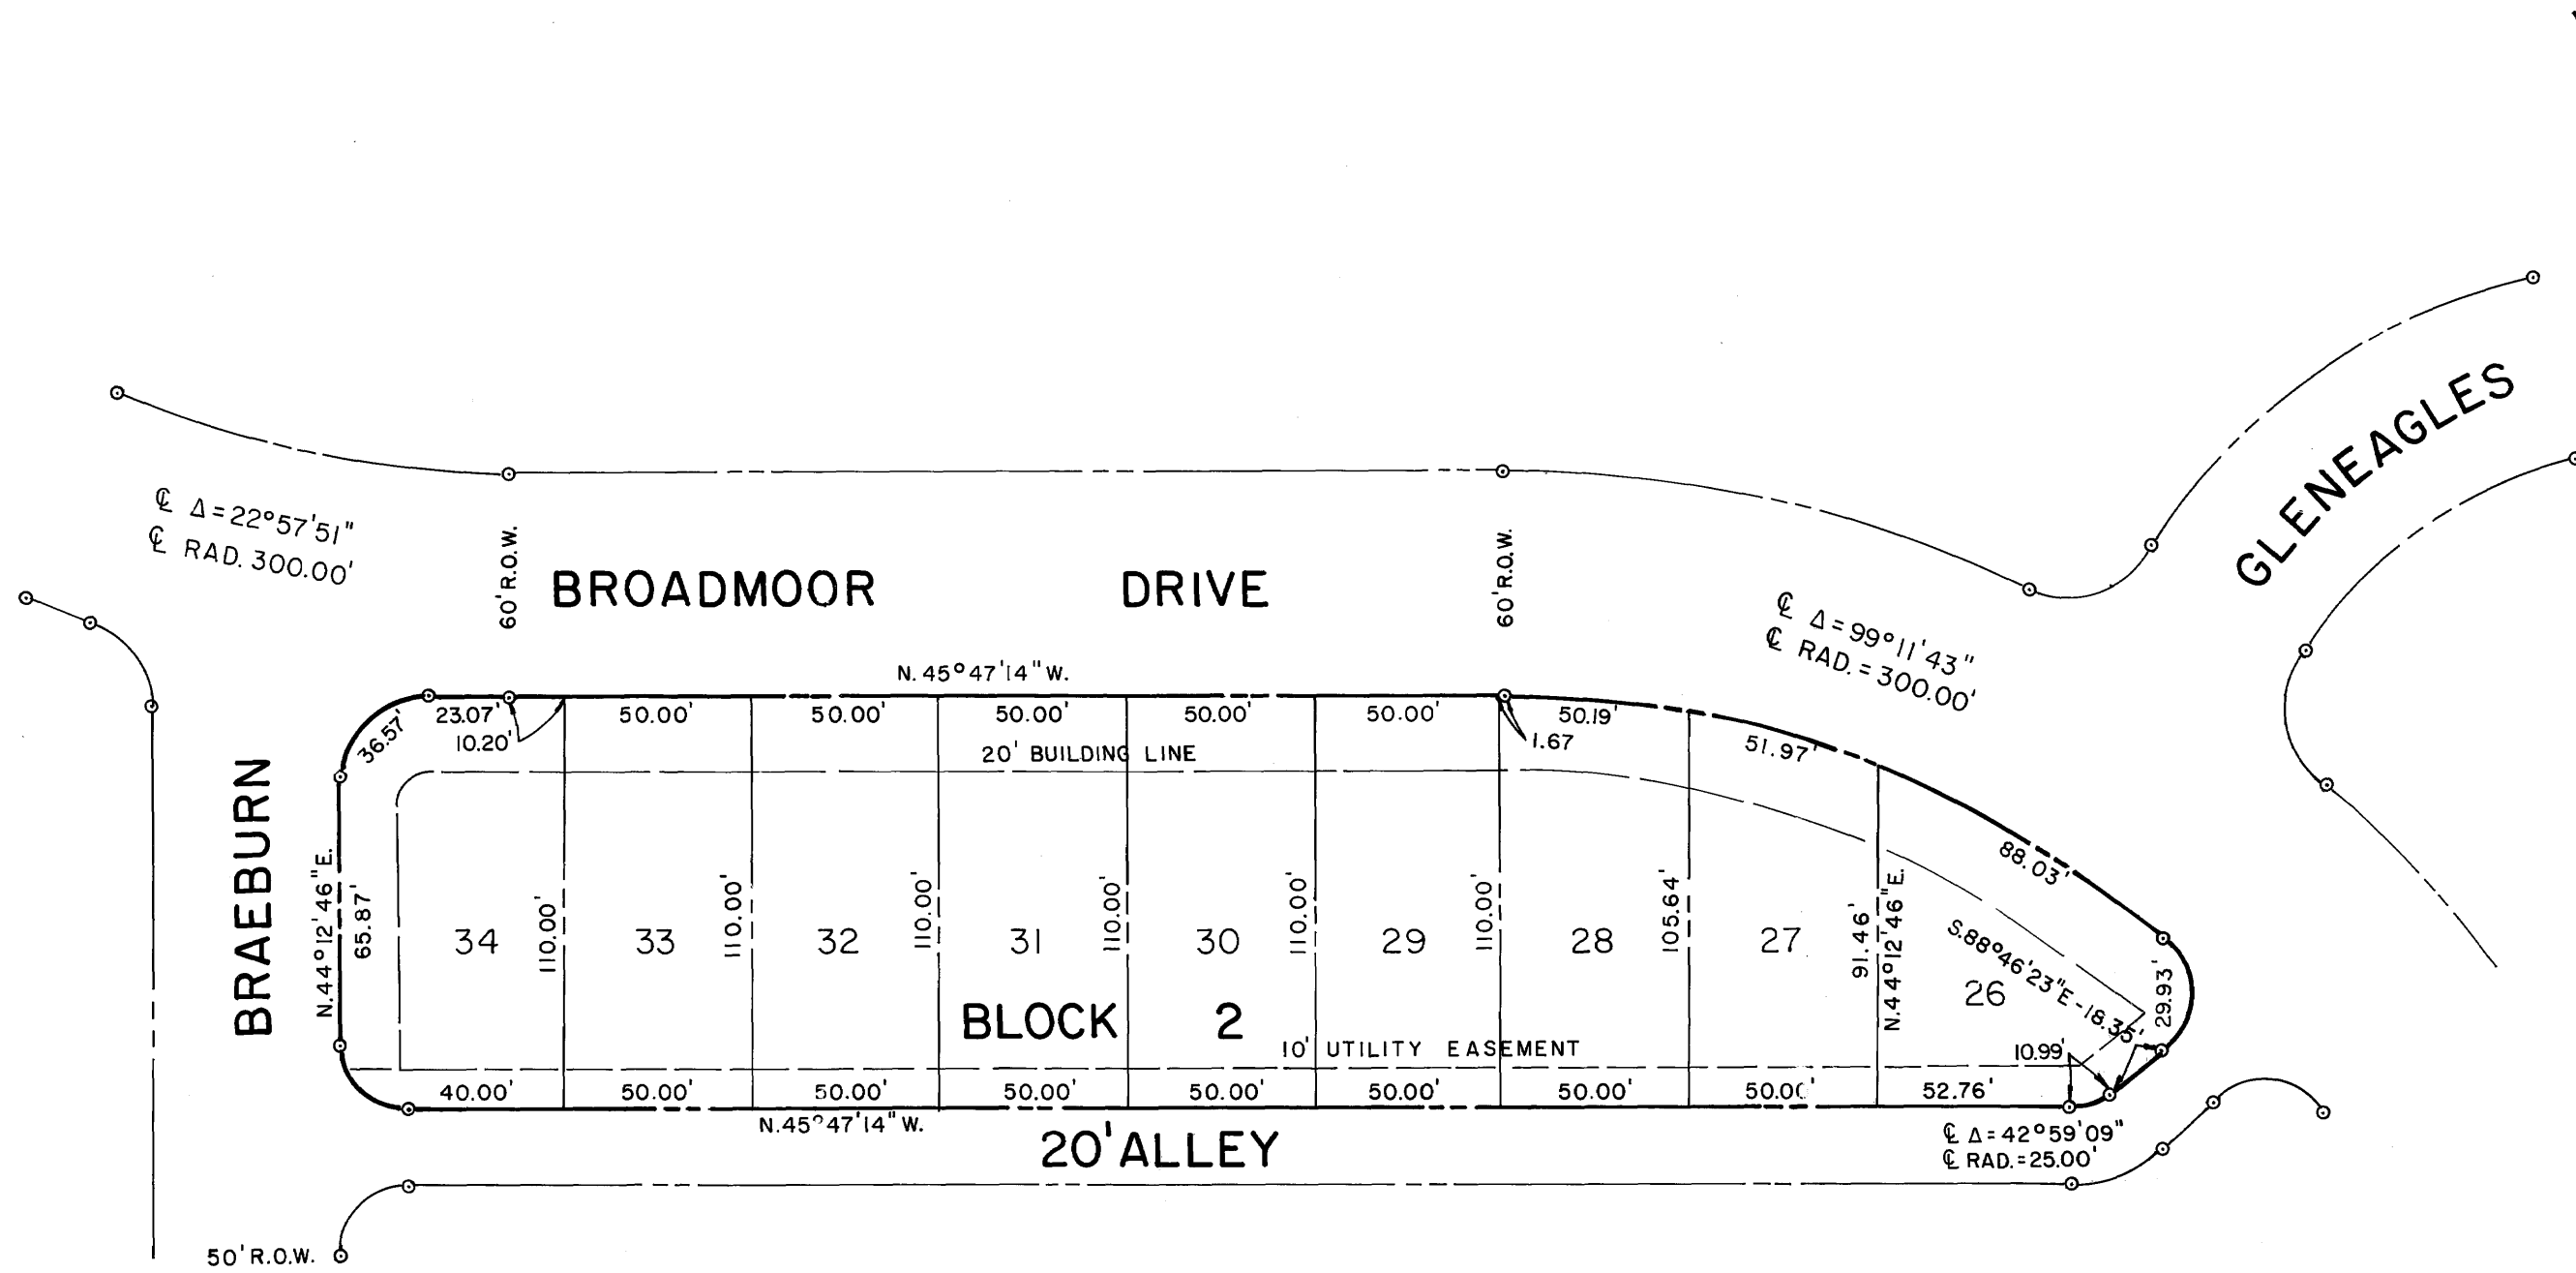 GLENEAGLES
℄ Δ=22°57'51"
℄ RAD. 300.00'
60' R.O.W.
BROADMOOR DRIVE
60' R.O.W.
℄ Δ=99°11'43"
℄ RAD.=300.00'
N.45°47'14"W.
36.57'
23.07'
10.20'
50.00'
50.00'
50.00'
50.00'
50.00'
1.67
50.19'
51.97'
88.03'
20' BUILDING LINE
BRAEBURN
N.44°12'46"E.
65.87'
34
110.00'
33
110.00'
32
110.00'
31
110.00'
30
110.00'
29
110.00'
28
105.64'
27
91.46'
N.44°12'46"E.
26
S.88°46'23"E-18.35'
29.93'
BLOCK 2
10' UTILITY EASEMENT
10.99'
40.00'
50.00'
50.00'
50.00'
50.00'
50.00'
50.00'
50.00
52.76'
N.45°47'14"W.
20' ALLEY
℄ Δ=42°59'09"
℄ RAD.=25.00'
50' R.O.W.